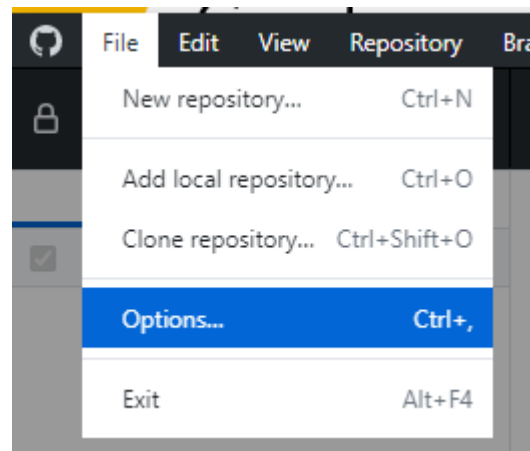 File Edit View Repository Bra
New repository... Ctrl+N
Add local repository... Ctrl+O
Clone repository... Ctrl+Shift+O
Options... Ctrl+,
Exit Alt+F4